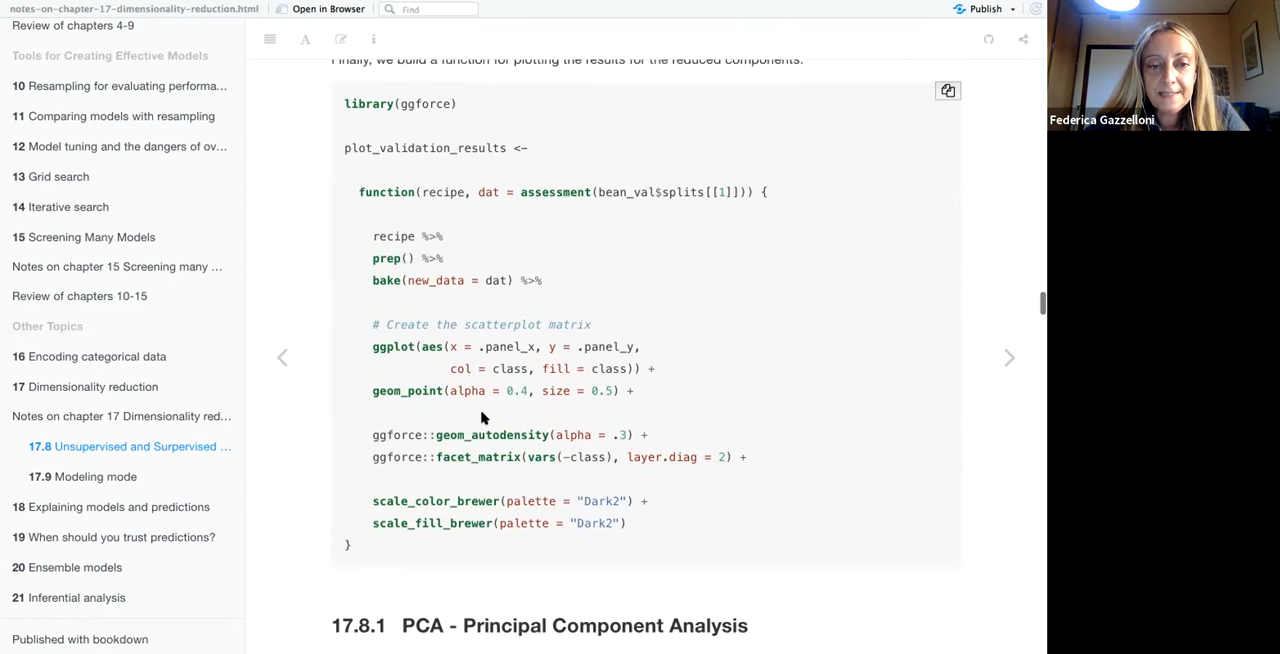 notes-on-chapter-17-dimensionality-reduction.html
Open in Browser
Find
Publish
Review of chapters 4-9
Tools for Creating Effective Models
10 Resampling for evaluating performa...
11 Comparing models with resampling
12 Model tuning and the dangers of ov...
13 Grid search
14 Iterative search
15 Screening Many Models
Notes on chapter 15 Screening many ...
Review of chapters 10-15
Other Topics
16 Encoding categorical data
17 Dimensionality reduction
Notes on chapter 17 Dimensionality red...
17.8 Unsupervised and Surpervised ...
17.9 Modeling mode
18 Explaining models and predictions
19 When should you trust predictions?
20 Ensemble models
21 Inferential analysis
Published with bookdown
Finally, we build a function for plotting the results for the reduced components.
library(ggforce)
plot_validation_results <-
function(recipe, dat = assessment(bean_val$splits[[1]])) {
recipe %>%
prep() %>%
bake(new_data = dat) %>%
# Create the scatterplot matrix
ggplot(aes(x = .panel_x, y = .panel_y,
col = class, fill = class)) +
geom_point(alpha = 0.4, size = 0.5) +
ggforce::geom_autodensity(alpha = .3) +
ggforce::facet_matrix(vars(-class), layer.diag = 2) +
scale_color_brewer(palette = "Dark2") +
scale_fill_brewer(palette = "Dark2")
}
17.8.1 PCA - Principal Component Analysis
Federica Gazzelloni